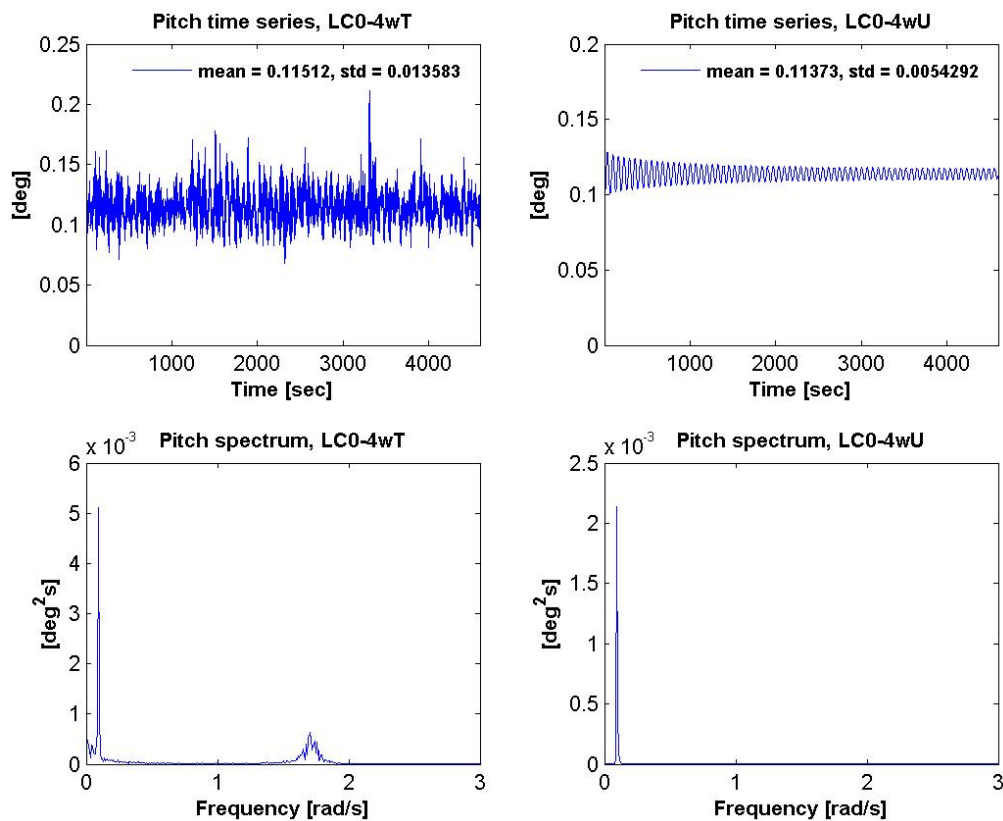 Pitch time series, LC0-4wT
0.25
mean = 0.11512, std = 0.013583
0.2
0.15
[deg]
0.1
0.05
0
1000 2000 3000 4000
Time [sec]
Pitch time series, LC0-4wU
0.2
mean = 0.11373, std = 0.0054292
0.15
[deg]
0.1
0.05
0
1000 2000 3000 4000
Time [sec]
x 10⁻³ Pitch spectrum, LC0-4wT
6
5
4
[deg²s]
3
2
1
0
0 1 2 3
Frequency [rad/s]
x 10⁻³ Pitch spectrum, LC0-4wU
2.5
2
1.5
[deg²s]
1
0.5
0
0 1 2 3
Frequency [rad/s]